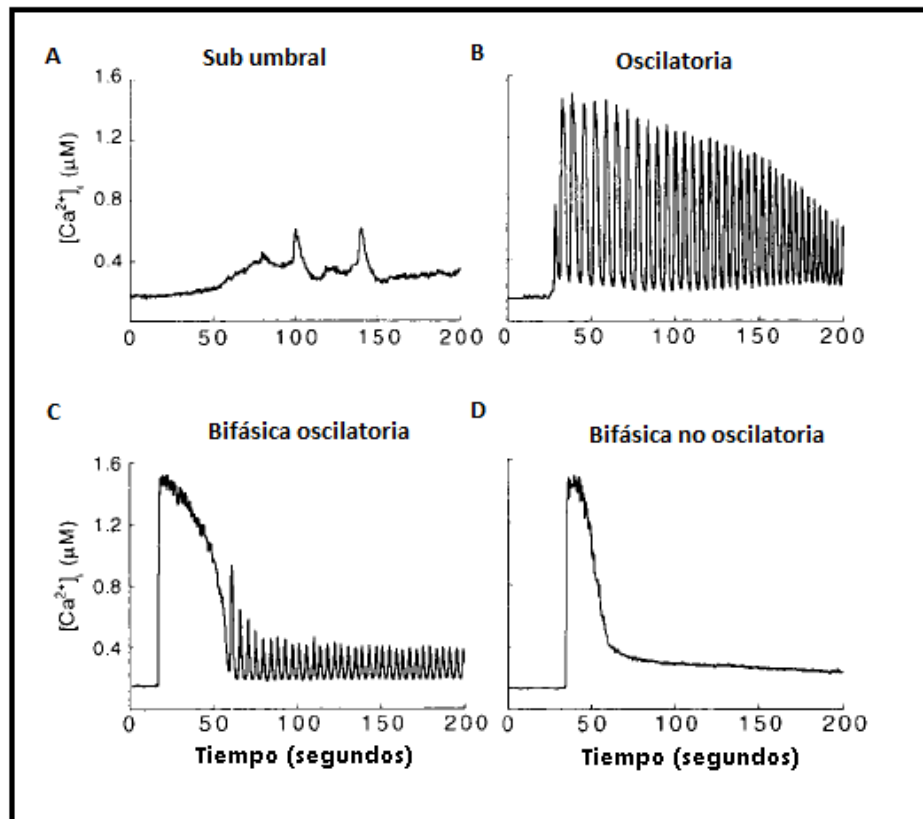 A
Sub umbral
1.6
1.2
0.8
0.4
[Ca²⁺]ᵢ (µM)
0
50
100
150
200
B
Oscilatoria
0
50
100
150
200
C
Bifásica oscilatoria
1.6
1.2
0.8
0.4
[Ca²⁺]ᵢ (µM)
0
50
100
150
200
Tiempo (segundos)
D
Bifásica no oscilatoria
0
50
100
150
200
Tiempo (segundos)